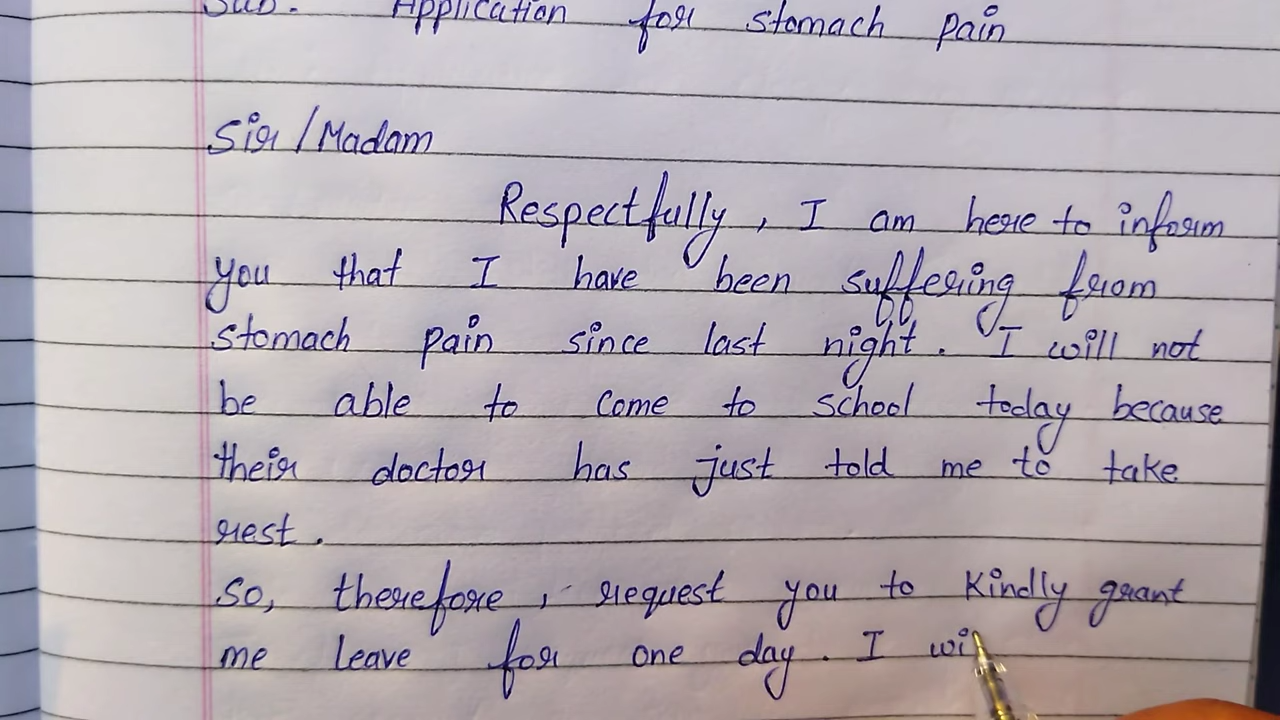 Sub. Application for stomach pain
Sir/Madam
Respectfully, I am here to inform
you that I have been suffering from
stomach pain since last night. I will not
be able to come to school today because
their doctor has just told me to take
rest.
So, therefore, request you to kindly grant
me leave for one day. I wi